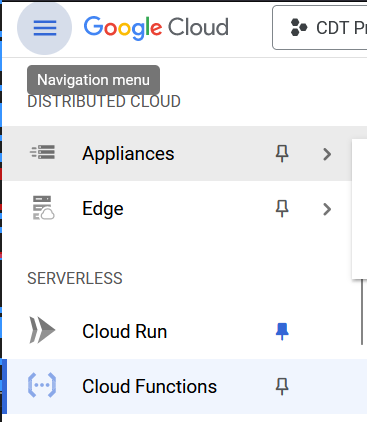 Google Cloud
CDT Pr
Navigation menu
DISTRIBUTED CLOUD
Appliances
Edge
SERVERLESS
Cloud Run
Cloud Functions